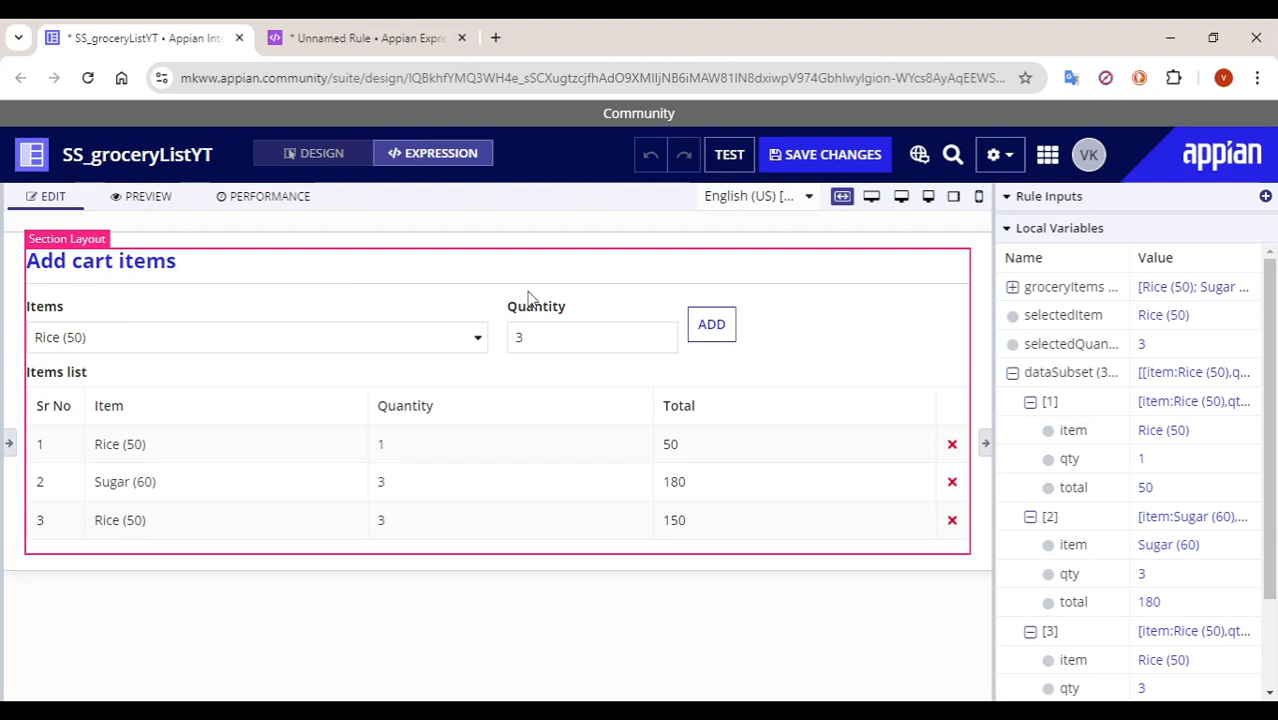 * SS_groceryListYT • Appian Int
* Unnamed Rule • Appian Expre
mkww.appian.community/suite/design/IQBkhfYMQ3WH4e_sSCXugtzcjfhAdO9XMIIjNB6iMAW81IN8dxiwpV974GbhIwyIgion-WYcs8AyAqEEWS...
V
Community
SS_groceryListYT
DESIGN
</> EXPRESSION
TEST
SAVE CHANGES
VK
appian
EDIT
PREVIEW
PERFORMANCE
English (US) [...
Rule Inputs
Section Layout
Local Variables
Add cart items
Name Value
Items
Quantity
Rice (50)
3
ADD
Items list
Sr No Item Quantity Total
1 Rice (50) 1 50
2 Sugar (60) 3 180
3 Rice (50) 3 150
groceryItems ... [Rice (50); Sugar ...
selectedItem Rice (50)
selectedQuan... 3
dataSubset (3... [[item:Rice (50),q...
[1] [item:Rice (50),qt...
item Rice (50)
qty 1
total 50
[2] [item:Sugar (60),...
item Sugar (60)
qty 3
total 180
[3] [item:Rice (50),qt...
item Rice (50)
qty 3